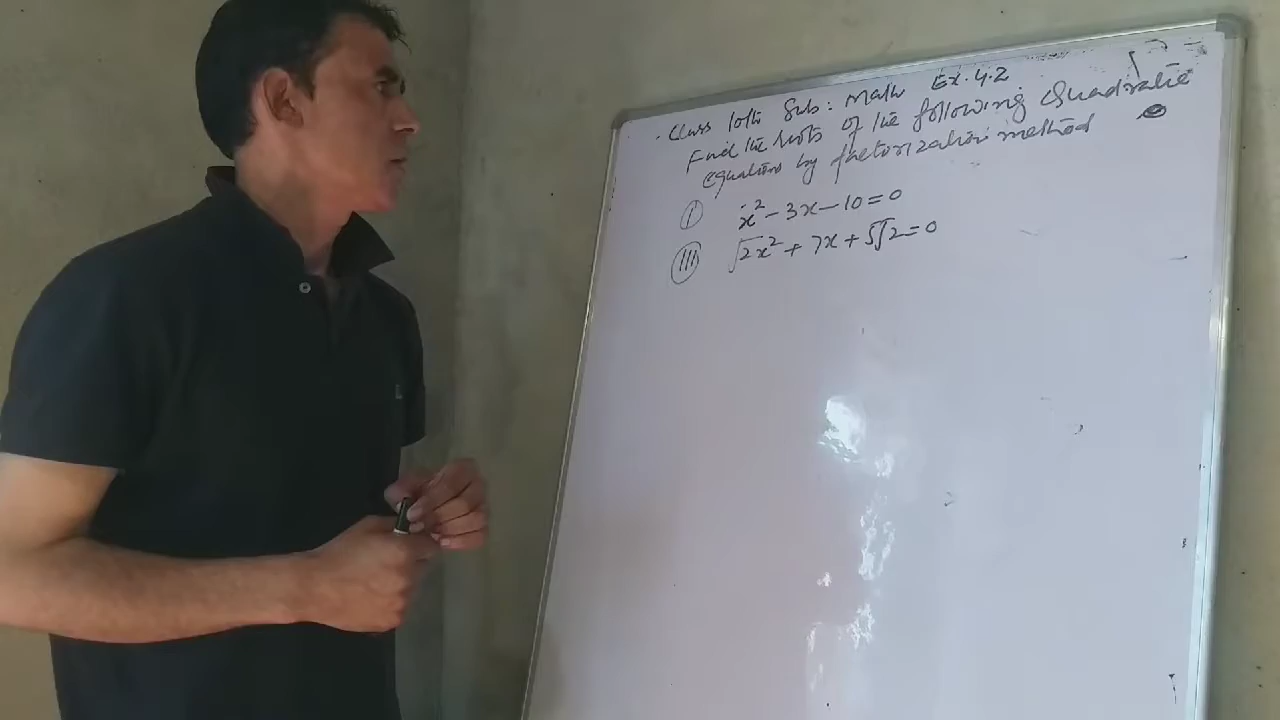 Class 10th Sub: Math Ex. 4.2
Find the roots of the following Quadratic
equations by factorization method
(I) x² - 3x - 10 = 0
(III) √2x² + 7x + 5√2 = 0